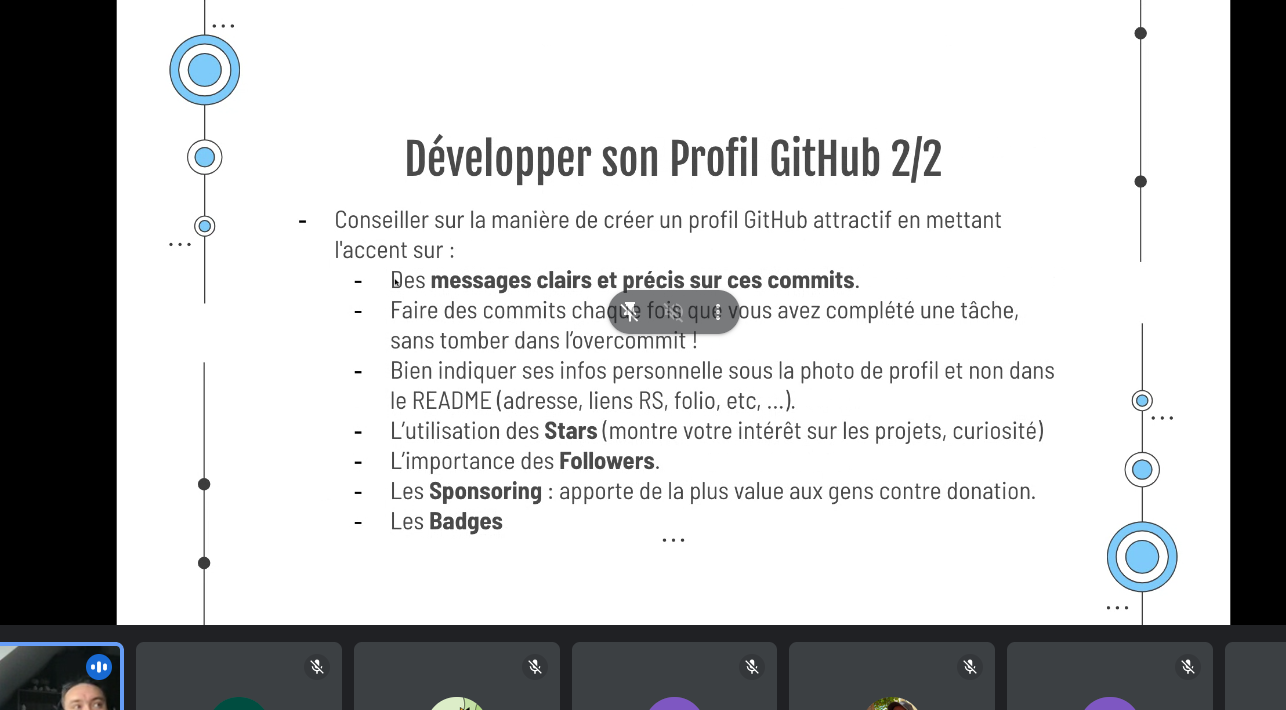 Développer son Profil GitHub 2/2
- Conseiller sur la manière de créer un profil GitHub attractif en mettant
l'accent sur :
- Des messages clairs et précis sur ces commits.
- Faire des commits chaque fois que vous avez complété une tâche,
sans tomber dans l’overcommit !
- Bien indiquer ses infos personnelle sous la photo de profil et non dans
le README (adresse, liens RS, folio, etc, ...).
- L’utilisation des Stars (montre votre intérêt sur les projets, curiosité)
- L’importance des Followers.
- Les Sponsoring : apporte de la plus value aux gens contre donation.
- Les Badges